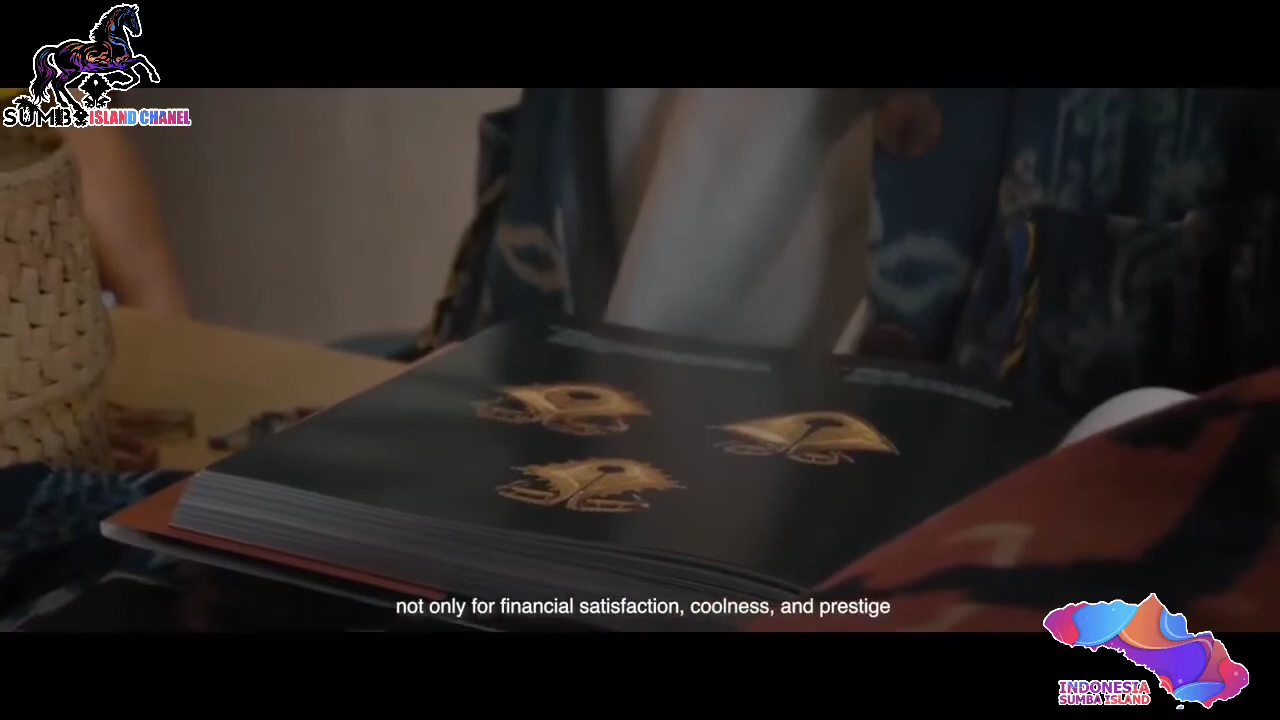 SUMBA ISLAND CHANEL
not only for financial satisfaction, coolness, and prestige
INDONESIA
SUMBA ISLAND